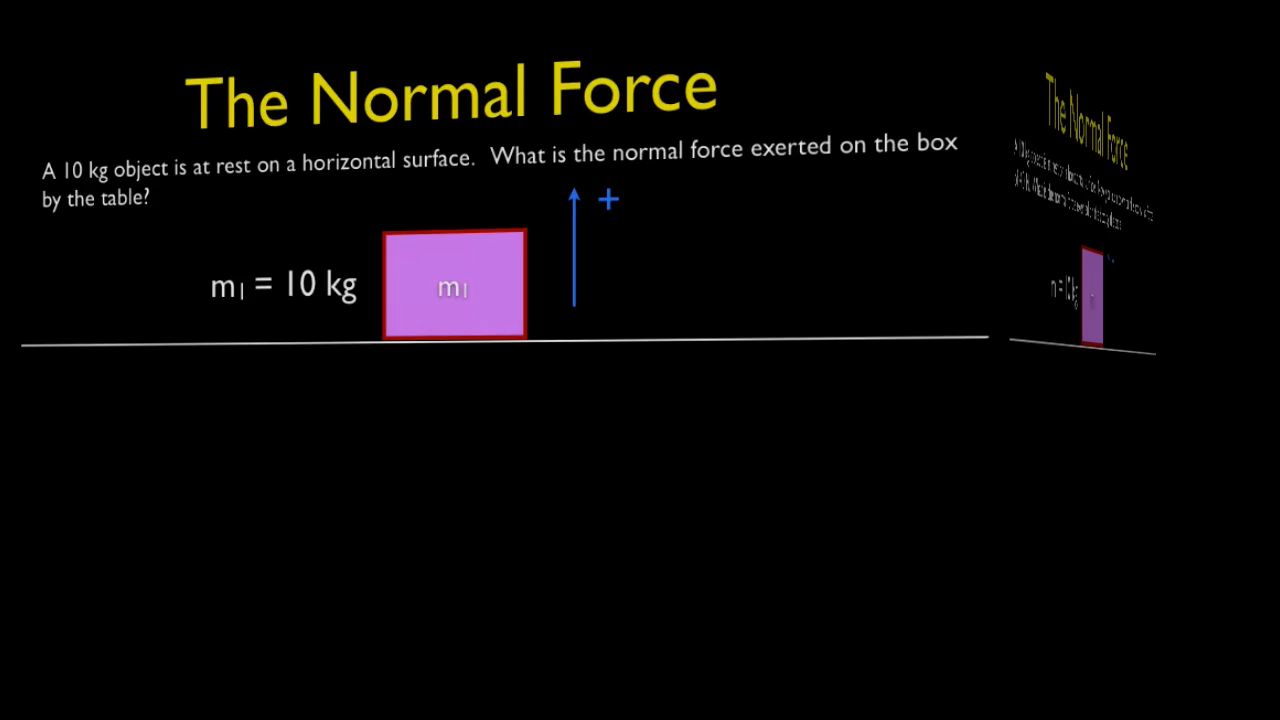 The Normal Force
A 10 kg object is at rest on a horizontal surface. What is the normal force exerted on the box
by the table?
+
m₁ = 10 kg
m₁
The Normal Force